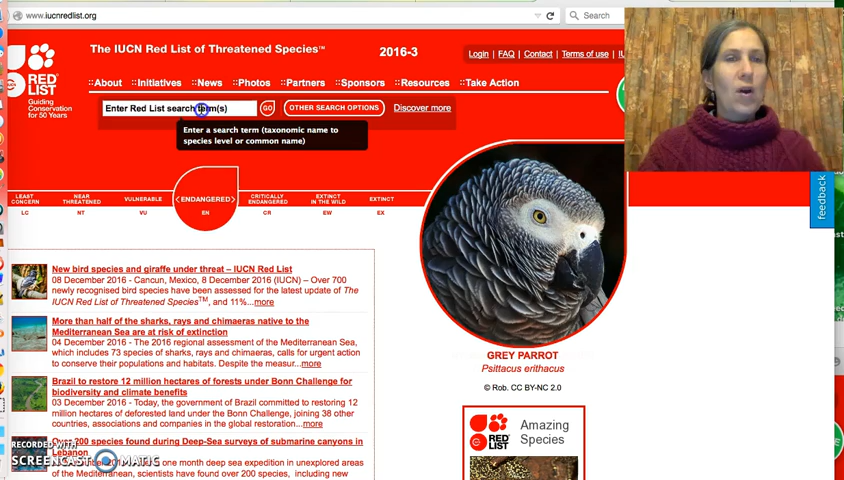 www.iucnredlist.org
Search
The IUCN Red List of Threatened Species™
2016-3
Login | FAQ | Contact | Terms of use |
RED LIST
Guiding
Conservation
for 50 Years
::About ::Initiatives ::News ::Photos ::Partners ::Sponsors ::Resources ::Take Action
Enter Red List search term(s)
GO
OTHER SEARCH OPTIONS
Discover more
Enter a search term (taxonomic name to
species level or common name)
feedback
LEAST CONCERN
NEAR THREATENED
VULNERABLE
<ENDANGERED>
CRITICALLY ENDANGERED
EXTINCT IN THE WILD
EXTINCT
LC NT VU EN CR EW EX
New bird species and giraffe under threat – IUCN Red List
08 December 2016 - Cancun, Mexico, 8 December 2016 (IUCN) – Over 700
newly recognised bird species have been assessed for the latest update of The
IUCN Red List of Threatened Species™, and 11%...more
More than half of the sharks, rays and chimaeras native to the
Mediterranean Sea are at risk of extinction
04 December 2016 - The 2016 regional assessment of the Mediterranean Sea,
which includes 73 species of sharks, rays and chimaeras, calls for urgent action
to conserve their populations and habitats. Despite the measur...more
Brazil to restore 12 million hectares of forests under Bonn Challenge for
biodiversity and climate benefits
03 December 2016 - Today, the government of Brazil committed to restoring 12
million hectares of deforested land under the Bonn Challenge, joining 38 other
countries, associations and companies in the global restoration...more
Over 200 species found during Deep-Sea surveys of submarine canyons in
Lebanon
one month deep sea expedition in unexplored areas
of the Mediterranean, scientists have found over 200 species, including new
GREY PARROT
Psittacus erithacus
© Rob. CC BY-NC 2.0
RED LIST
Amazing
Species
RECORDED WITH
SCREENCAST-O-MATIC